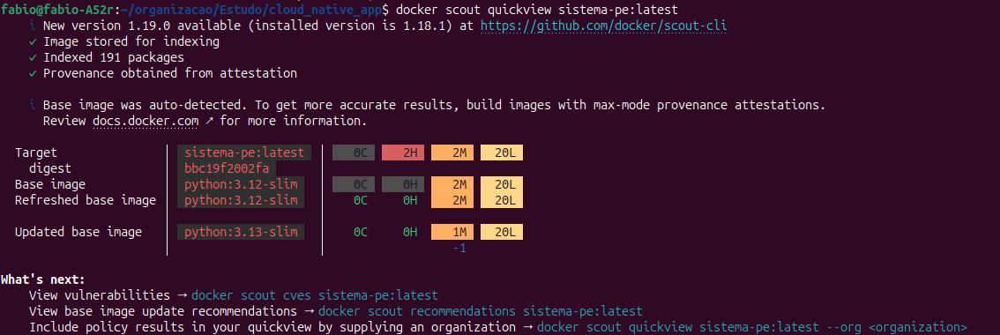 fabio@fabio-A52r:~/organizacao/Estudo/cloud_native_app$ docker scout quickview sistema-pe:latest
i New version 1.19.0 available (installed version is 1.18.1) at https://github.com/docker/scout-cli
✓ Image stored for indexing
✓ Indexed 191 packages
✓ Provenance obtained from attestation
i Base image was auto-detected. To get more accurate results, build images with max-mode provenance attestations.
Review docs.docker.com ↗ for more information.
Target │ sistema-pe:latest │ 0C 2H 2M 20L
digest │ bbc19f2002fa │
Base image │ python:3.12-slim │ 0C 0H 2M 20L
Refreshed base image │ python:3.12-slim │ 0C 0H 2M 20L
│ │
Updated base image │ python:3.13-slim │ 0C 0H 1M 20L
│ │ -1
What's next:
View vulnerabilities → docker scout cves sistema-pe:latest
View base image update recommendations → docker scout recommendations sistema-pe:latest
Include policy results in your quickview by supplying an organization → docker scout quickview sistema-pe:latest --org <organization>